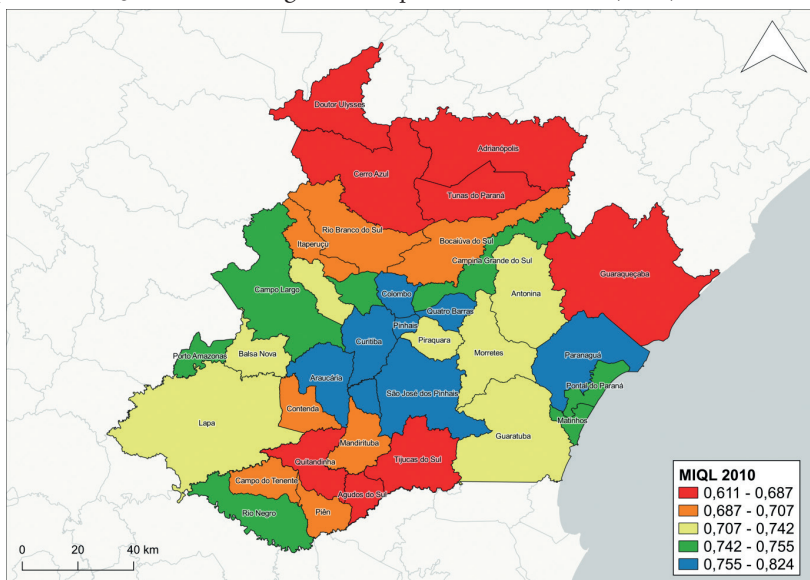 Doutor Ulysses
Adrianópolis
Cerro Azul
Tunas do Paraná
Rio Branco do Sul
Bocaiúva do Sul
Itaperuçu
Campina Grande do Sul
Guaraqueçaba
Campo Largo
Colombo
Antonina
Quatro Barras
Pinhais
Curitiba
Piraquara
Porto Amazonas
Balsa Nova
Morretes
Paranaguá
Araucária
Pontal do Paraná
São José dos Pinhais
Contenda
Matinhos
Lapa
Mandirituba
Guaratuba
Quitandinha
Tijucas do Sul
Campo do Tenente
Agudos do Sul
Rio Negro
Piên
MIQL 2010
0,611 - 0,687
0,687 - 0,707
0,707 - 0,742
0,742 - 0,755
0,755 - 0,824
0 20 40 km